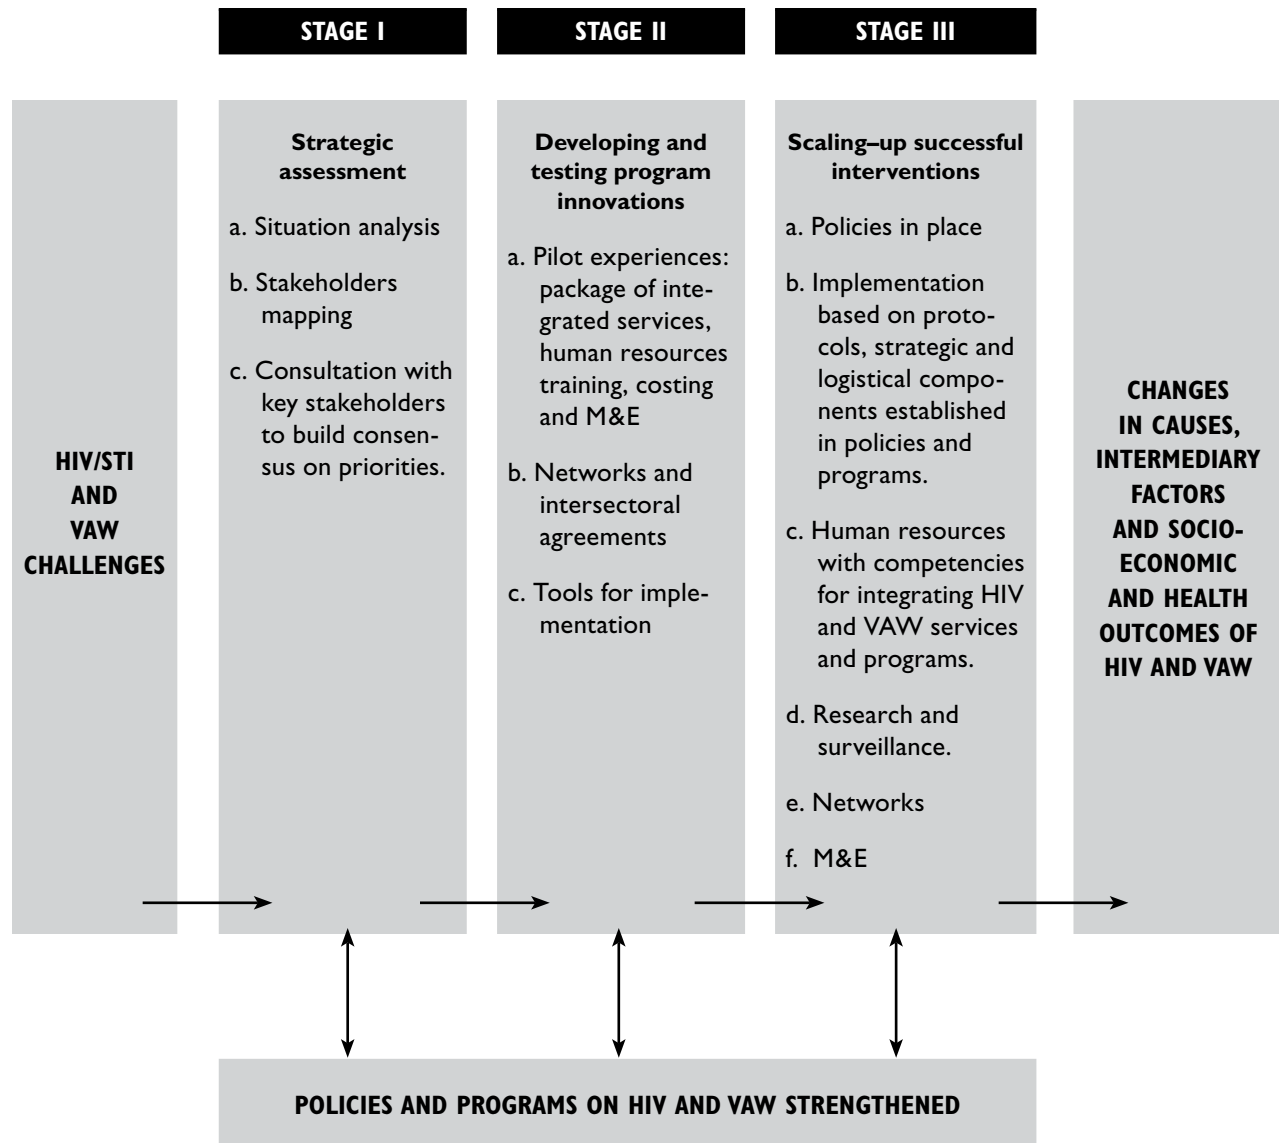 STAGE I
STAGE II
STAGE III
HIV/STI
AND
VAW
CHALLENGES
Strategic
assessment
a. Situation analysis
b. Stakeholders
mapping
c. Consultation with
key stakeholders
to build consen-
sus on priorities.
Developing and
testing program
innovations
a. Pilot experiences:
package of inte-
grated services,
human resources
training, costing
and M&E
b. Networks and
intersectoral
agreements
c. Tools for imple-
mentation
Scaling–up successful
interventions
a. Policies in place
b. Implementation
based on proto-
cols, strategic and
logistical compo-
nents established
in policies and
programs.
c. Human resources
with competencies
for integrating HIV
and VAW services
and programs.
d. Research and
surveillance.
e. Networks
f. M&E
CHANGES
IN CAUSES,
INTERMEDIARY
FACTORS
AND SOCIO-
ECONOMIC
AND HEALTH
OUTCOMES OF
HIV AND VAW
POLICIES AND PROGRAMS ON HIV AND VAW STRENGTHENED